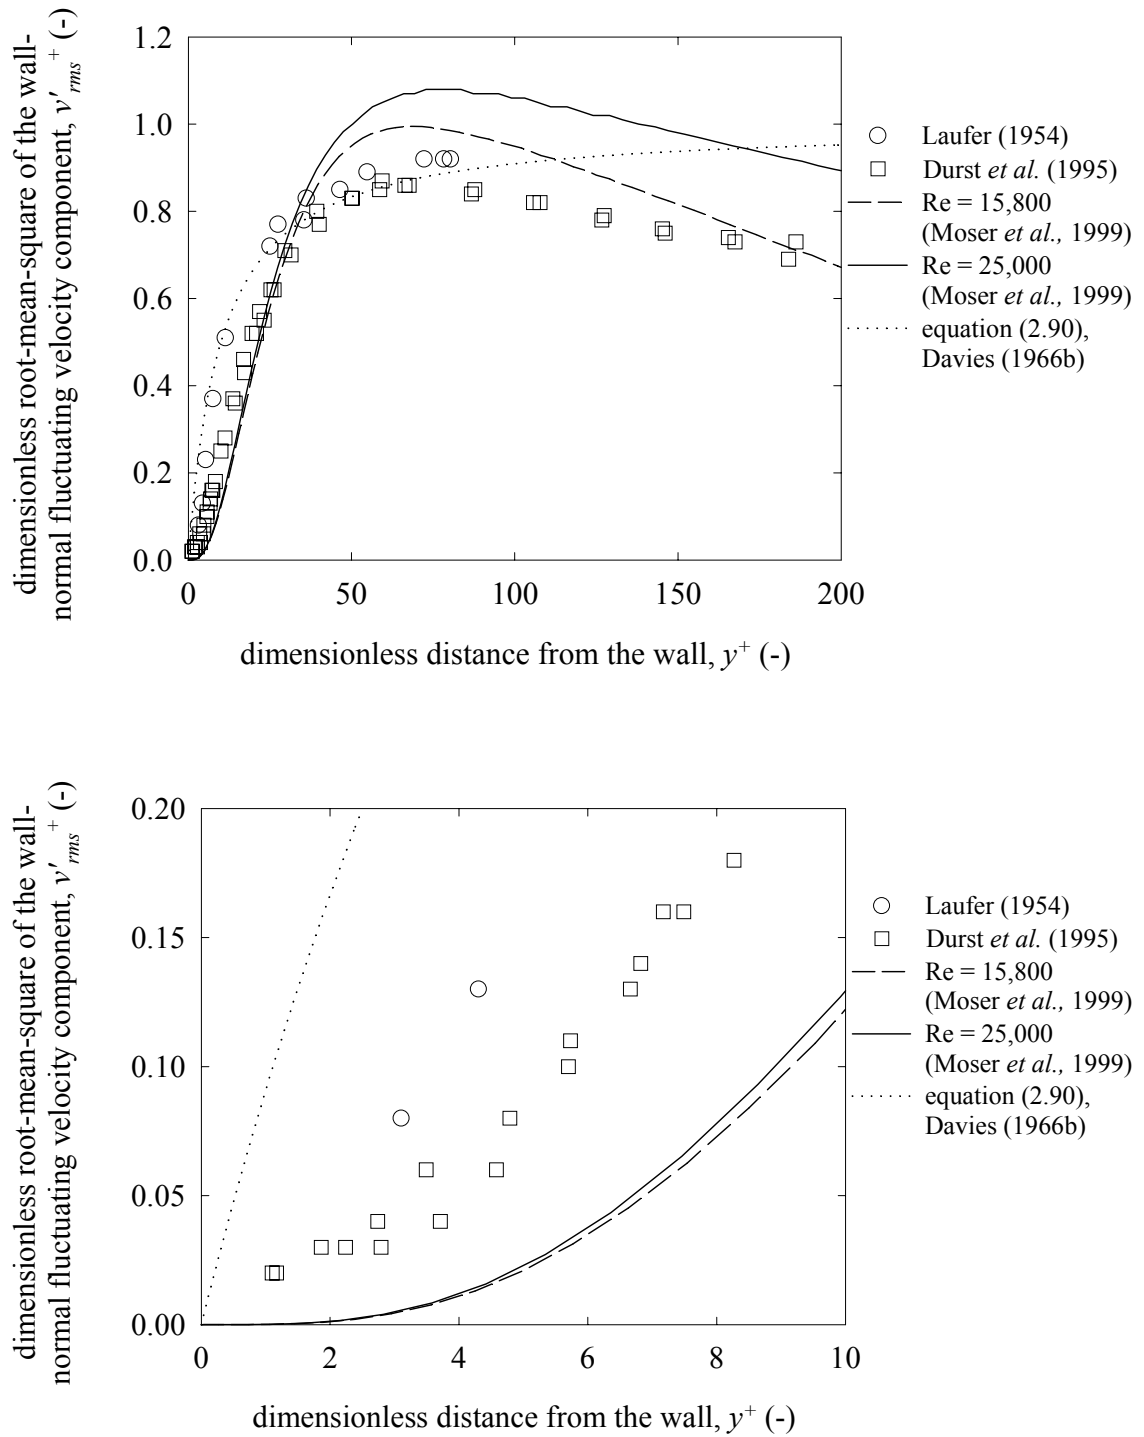 dimensionless root-mean-square of the wall-
normal fluctuating velocity component, v′rms+ (-)
1.2
1.0
0.8
0.6
0.4
0.2
0.0
0 50 100 150 200
dimensionless distance from the wall, y+ (-)
Laufer (1954)
Durst et al. (1995)
Re = 15,800
(Moser et al., 1999)
Re = 25,000
(Moser et al., 1999)
equation (2.90),
Davies (1966b)
dimensionless root-mean-square of the wall-
normal fluctuating velocity component, v′rms+ (-)
0.20
0.15
0.10
0.05
0.00
0 2 4 6 8 10
dimensionless distance from the wall, y+ (-)
Laufer (1954)
Durst et al. (1995)
Re = 15,800
(Moser et al., 1999)
Re = 25,000
(Moser et al., 1999)
equation (2.90),
Davies (1966b)